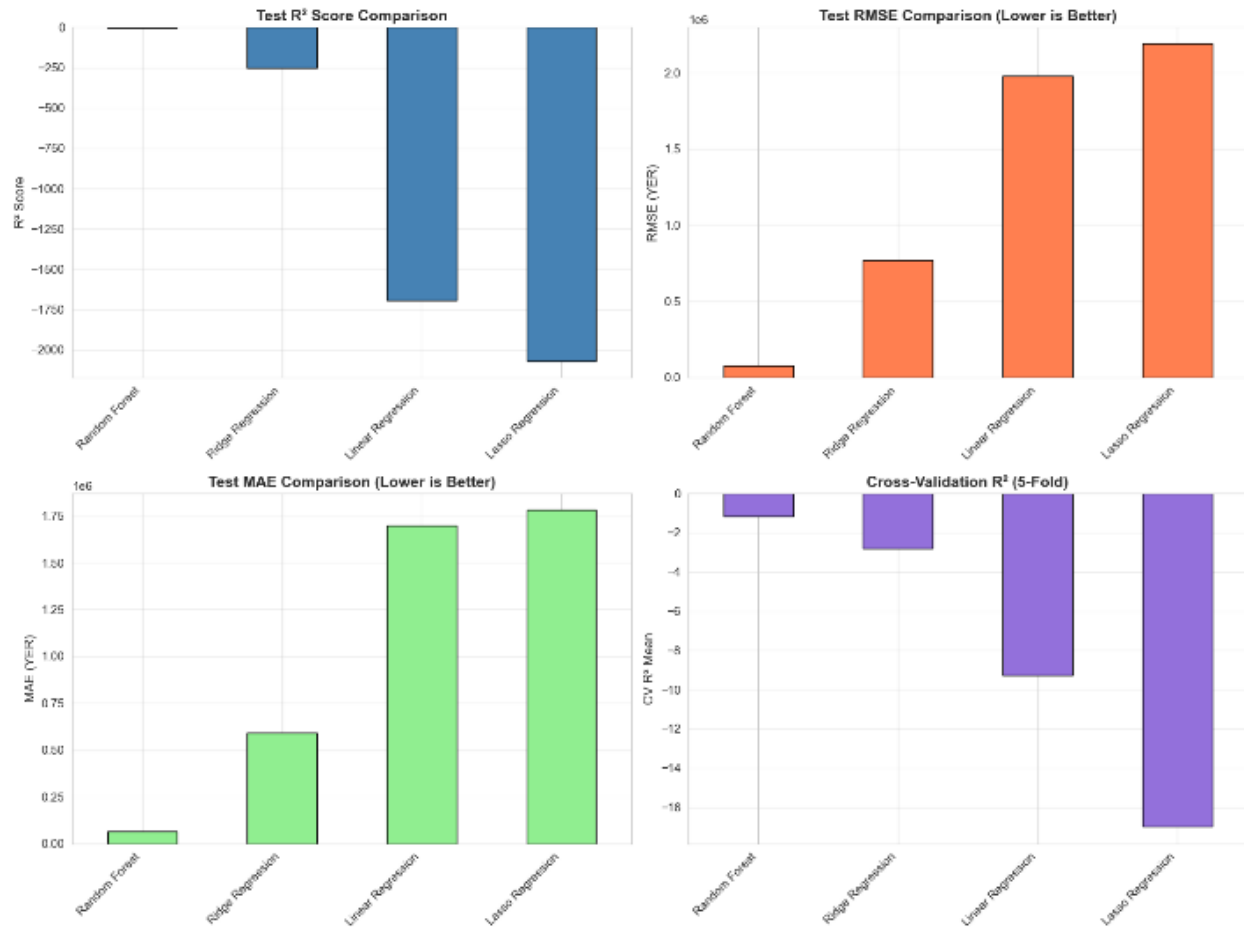 Test R² Score Comparison
R² Score
0
−250
−500
−750
−1000
−1250
−1500
−1750
−2000
Random Forest
Ridge Regression
Linear Regression
Lasso Regression
Test RMSE Comparison (Lower is Better)
1e6
RMSE (YER)
2.0
1.5
1.0
0.5
0.0
Random Forest
Ridge Regression
Linear Regression
Lasso Regression
Test MAE Comparison (Lower is Better)
1e6
MAE (YER)
1.75
1.50
1.25
1.00
0.75
0.50
0.25
0.00
Random Forest
Ridge Regression
Linear Regression
Lasso Regression
Cross-Validation R² (5-Fold)
CV R² Mean
0
−2
−4
−6
−8
−10
−12
−14
−16
Random Forest
Ridge Regression
Linear Regression
Lasso Regression